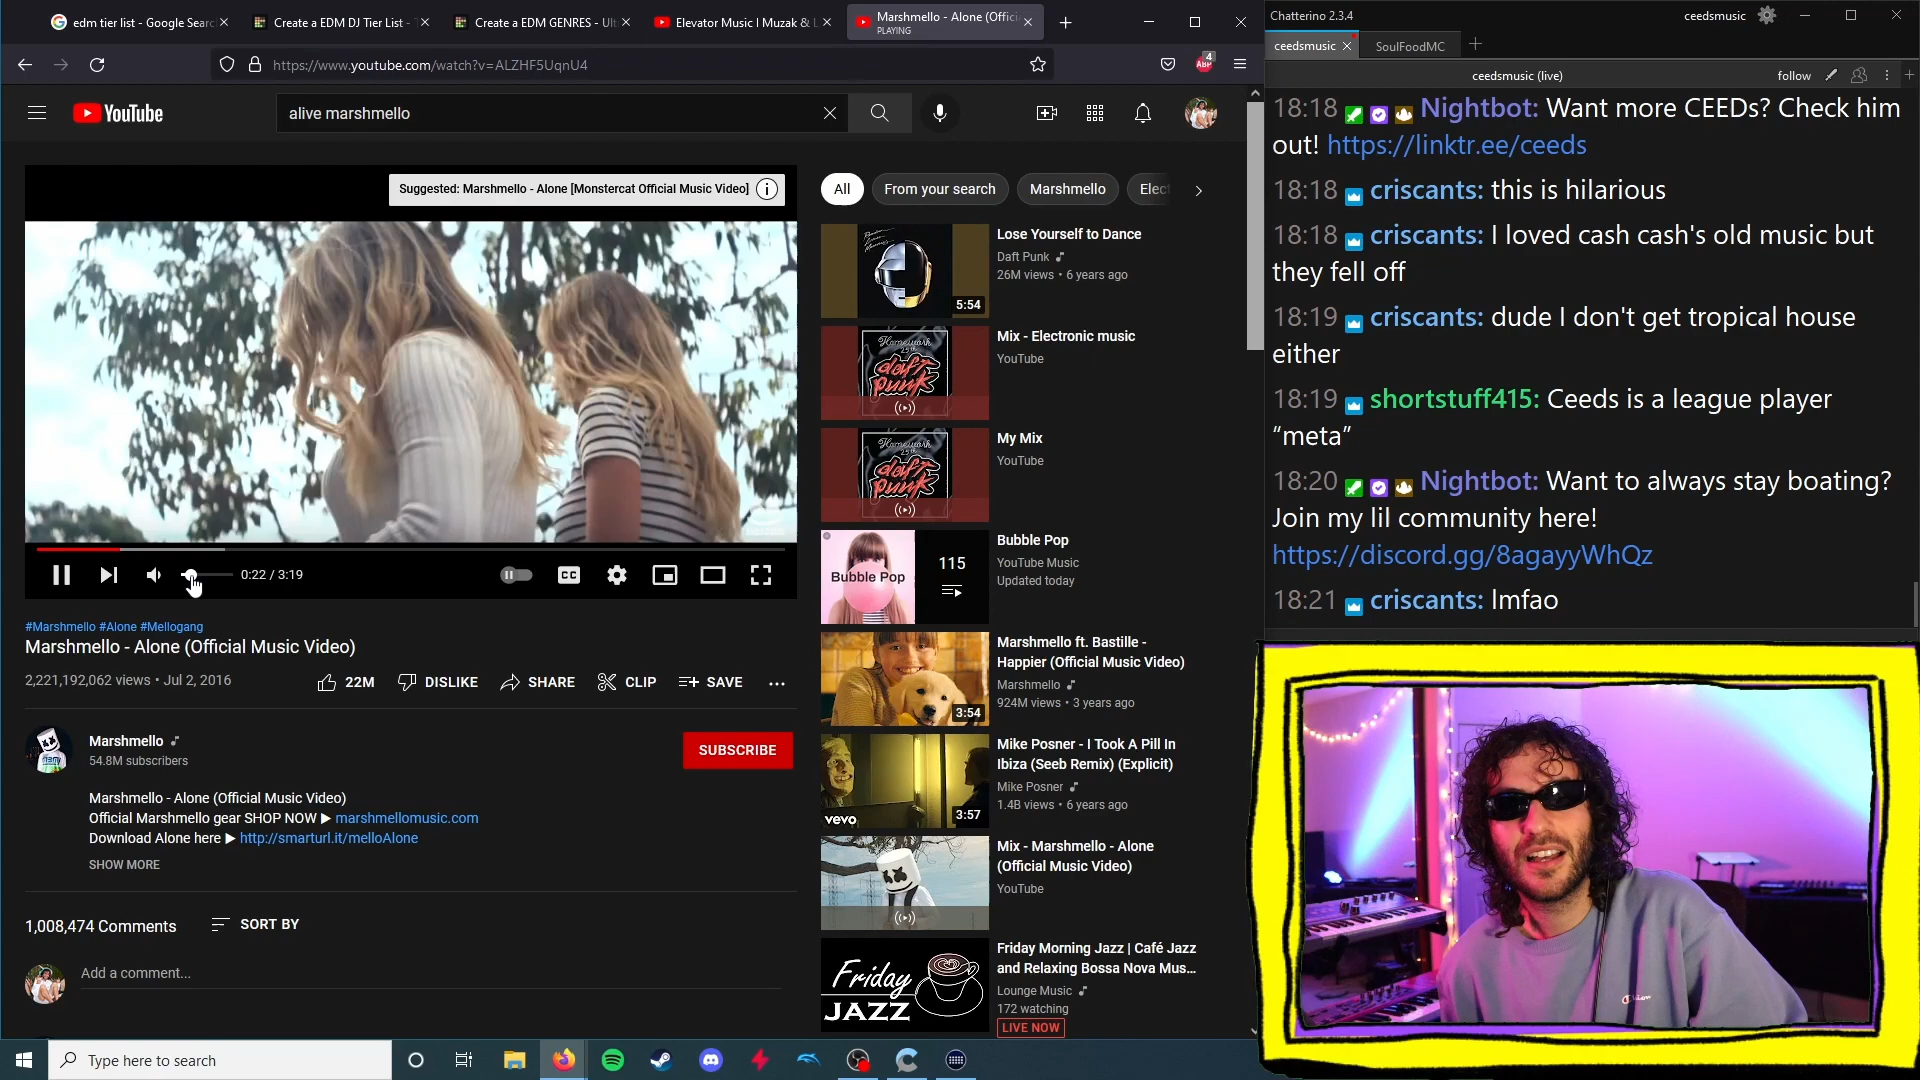 edm tier list - Google Searc
Create a EDM DJ Tier List - T
Create a EDM GENRES - Ulti
Elevator Music | Muzak & L
Marshmello - Alone (Offici
PLAYING
https://www.youtube.com/watch?v=ALZHF5UqnU4
ABP
4
YouTube
alive marshmello
Suggested: Marshmello - Alone [Monstercat Official Music Video]
0:22 / 3:19
CC
#Marshmello #Alone #Mellogang
Marshmello - Alone (Official Music Video)
2,221,192,062 views • Jul 2, 2016
22M
DISLIKE
SHARE
CLIP
SAVE
Marshmello
54.8M subscribers
SUBSCRIBE
Marshmello - Alone (Official Music Video)
Official Marshmello gear SHOP NOW ▶ marshmellomusic.com
Download Alone here ▶ http://smarturl.it/melloAlone
SHOW MORE
1,008,474 Comments
SORT BY
Add a comment...
All
From your search
Marshmello
Elect
5:54
Lose Yourself to Dance
Daft Punk
26M views • 6 years ago
Homework
daft
punk
Mix - Electronic music
YouTube
Homework
daft
punk
My Mix
YouTube
Bubble Pop
115
Bubble Pop
YouTube Music
Updated today
3:54
Marshmello ft. Bastille -
Happier (Official Music Video)
Marshmello
924M views • 3 years ago
vevo
3:57
Mike Posner - I Took A Pill In
Ibiza (Seeb Remix) (Explicit)
Mike Posner
1.4B views • 6 years ago
Mix - Marshmello - Alone
(Official Music Video)
YouTube
Friday
JAZZ
Friday Morning Jazz | Café Jazz
and Relaxing Bossa Nova Mus...
Lounge Music
172 watching
LIVE NOW
Type here to search
Chatterino 2.3.4
ceedsmusic
ceedsmusic
SoulFoodMC
ceedsmusic (live)
follow
18:18 Nightbot: Want more CEEDs? Check him
out! https://linktr.ee/ceeds
18:18 criscants: this is hilarious
18:18 criscants: I loved cash cash's old music but
they fell off
18:19 criscants: dude I don't get tropical house
either
18:19 shortstuff415: Ceeds is a league player
“meta”
18:20 Nightbot: Want to always stay boating?
Join my lil community here!
https://discord.gg/8agayyWhQz
18:21 criscants: lmfao
Champion